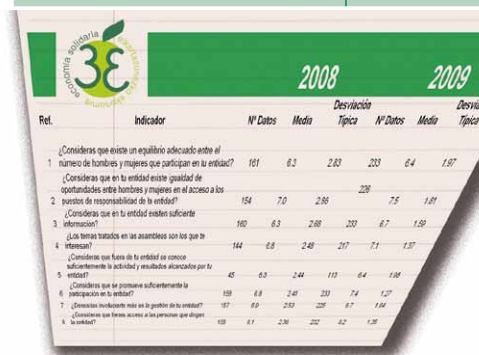 economía solidaria
3E
2008 2009
Desviación Desvia
Ref. Indicador Nº Datos Media Típica Nº Datos Media Típica
¿Consideras que existe un equilibrio adecuado entre el
1 número de hombres y mujeres que participan en tu entidad? 161 6.3 2.83 233 6.4 1.97
¿Consideras que en tu entidad existe igualdad de
oportunidades entre hombres y mujeres en el acceso a los 226
2 puestos de responsabilidad de la entidad? 154 7.0 2.98 7.5 1.81
¿Consideras que en tu entidad existen suficiente
3 información? 160 6.3 2.68 233 6.7 1.59
¿Los temas tratados en las asambleas son los que te
4 interesan? 144 6.8 2.48 217 7.1 1.37
¿Consideras que fuera de tu entidad se conoce
suficientemente la actividad y resultados alcanzados por tu
5 entidad? 45 6.3 2.44 113 6.4 1.98
¿Consideras que se promueve suficientemente la
6 participación en tu entidad? 159 6.8 2.48 233 7.4 1.27
7 ¿Desearías involucrarte más en la gestión de tu entidad? 157 6.0 2.53 225 6.7 1.64
¿Consideras que tienes acceso a las personas que dirigen
8 la entidad? 159 8.1 2.36 232 8.2 1.35